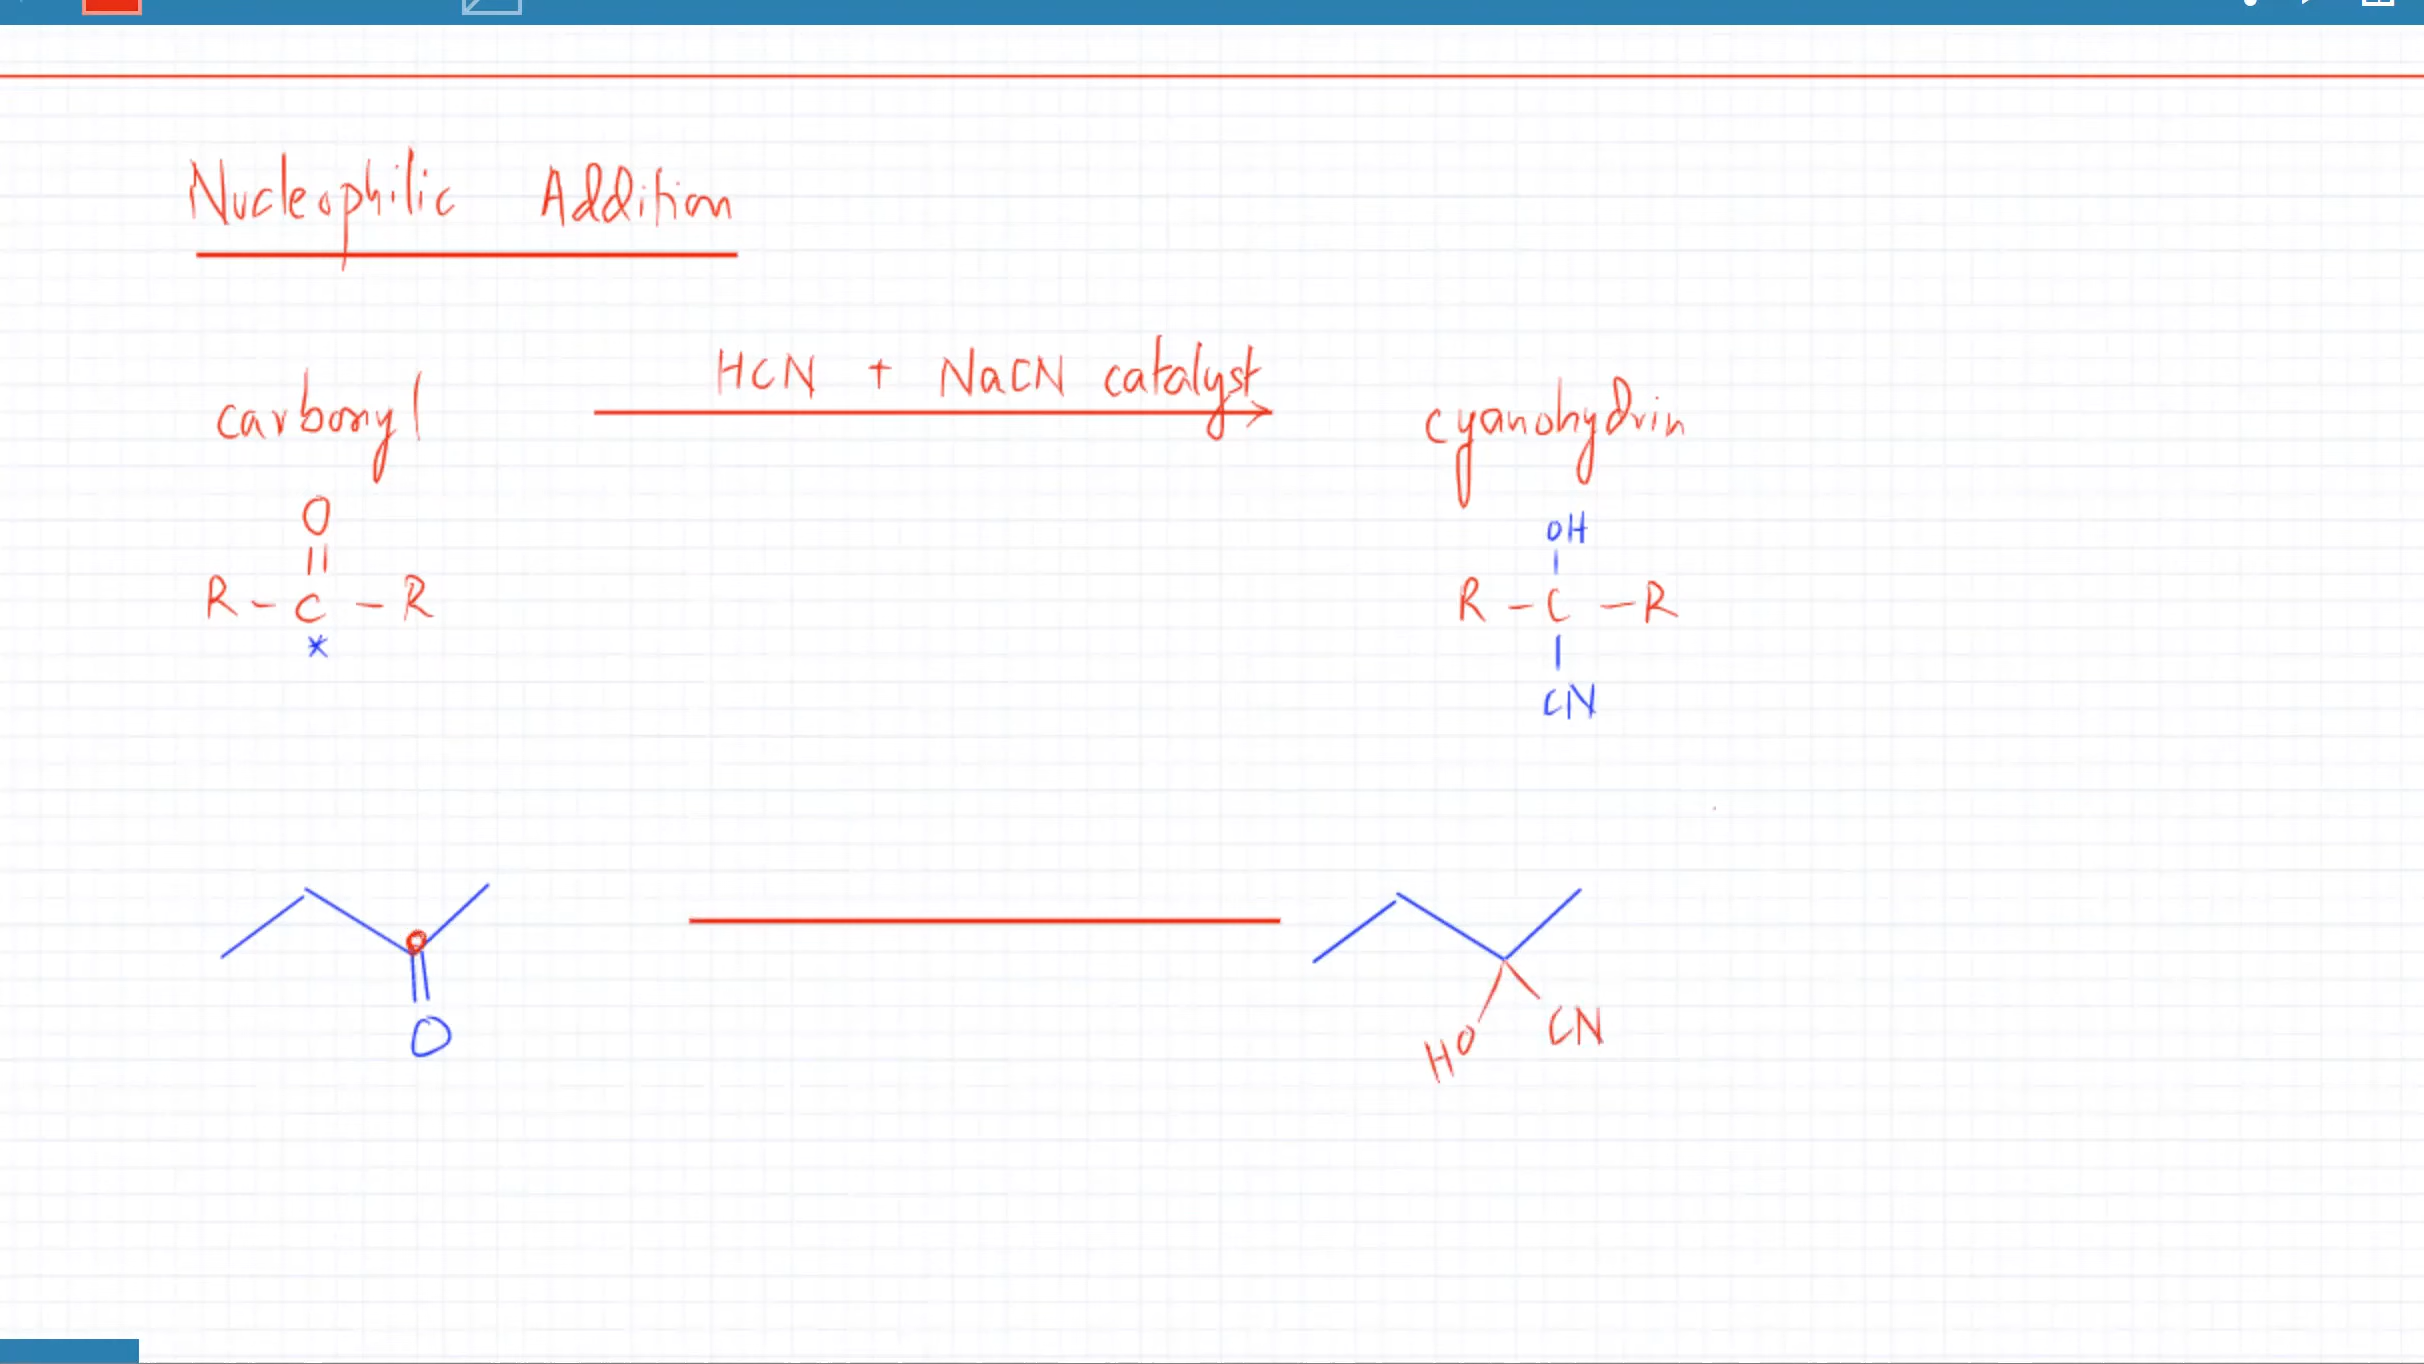 Nucleophilic Addition
HCN + NaCN catalyst
carbonyl
cyanohydrin
O
OH
R - C - R
R - C - R
*
CN
O
HO
CN